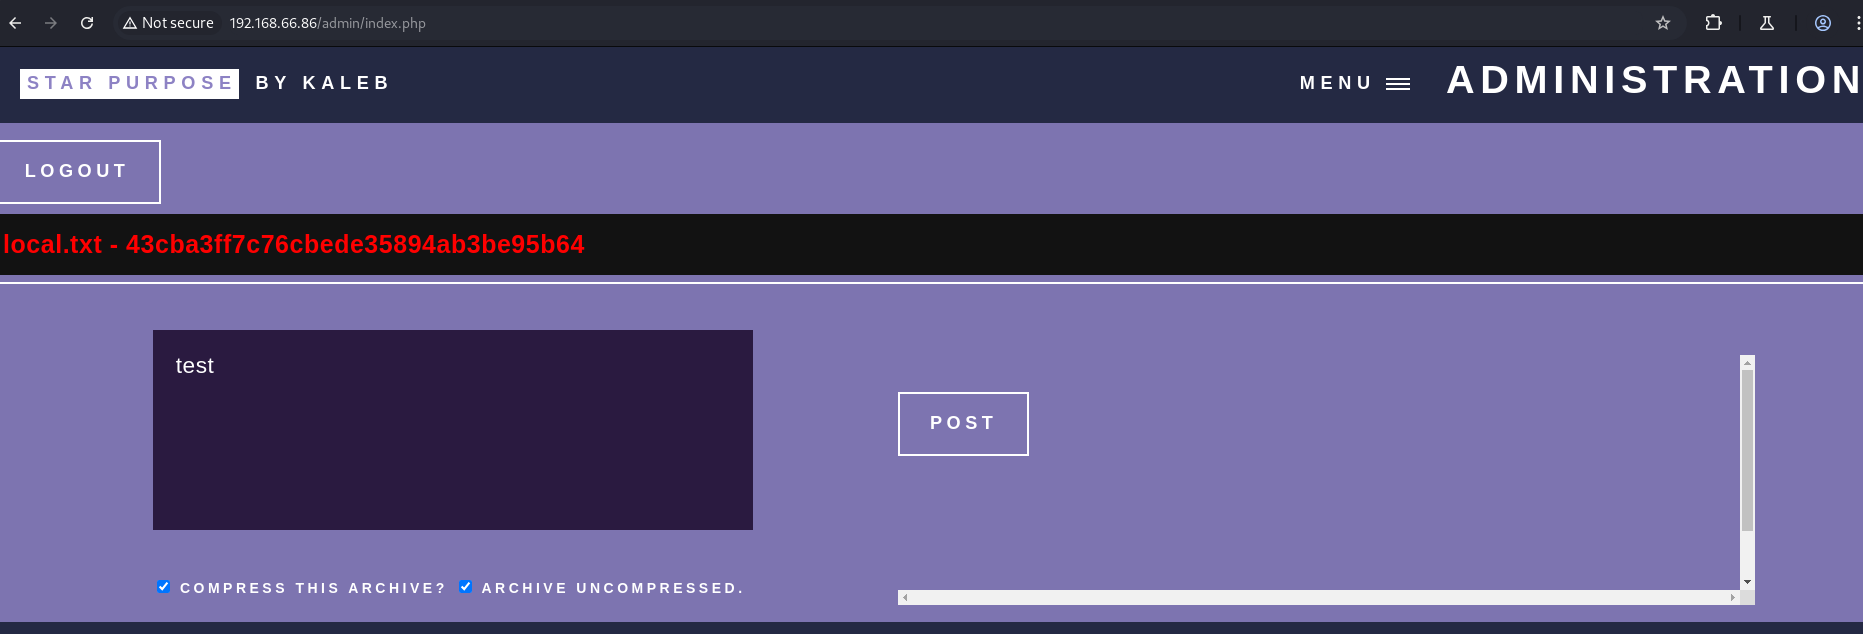 Not secure 192.168.66.86/admin/index.php
STAR PURPOSE BY KALEB MENU ADMINISTRATION
LOGOUT
local.txt - 43cba3ff7c76cbede35894ab3be95b64
test
POST
COMPRESS THIS ARCHIVE? ARCHIVE UNCOMPRESSED.